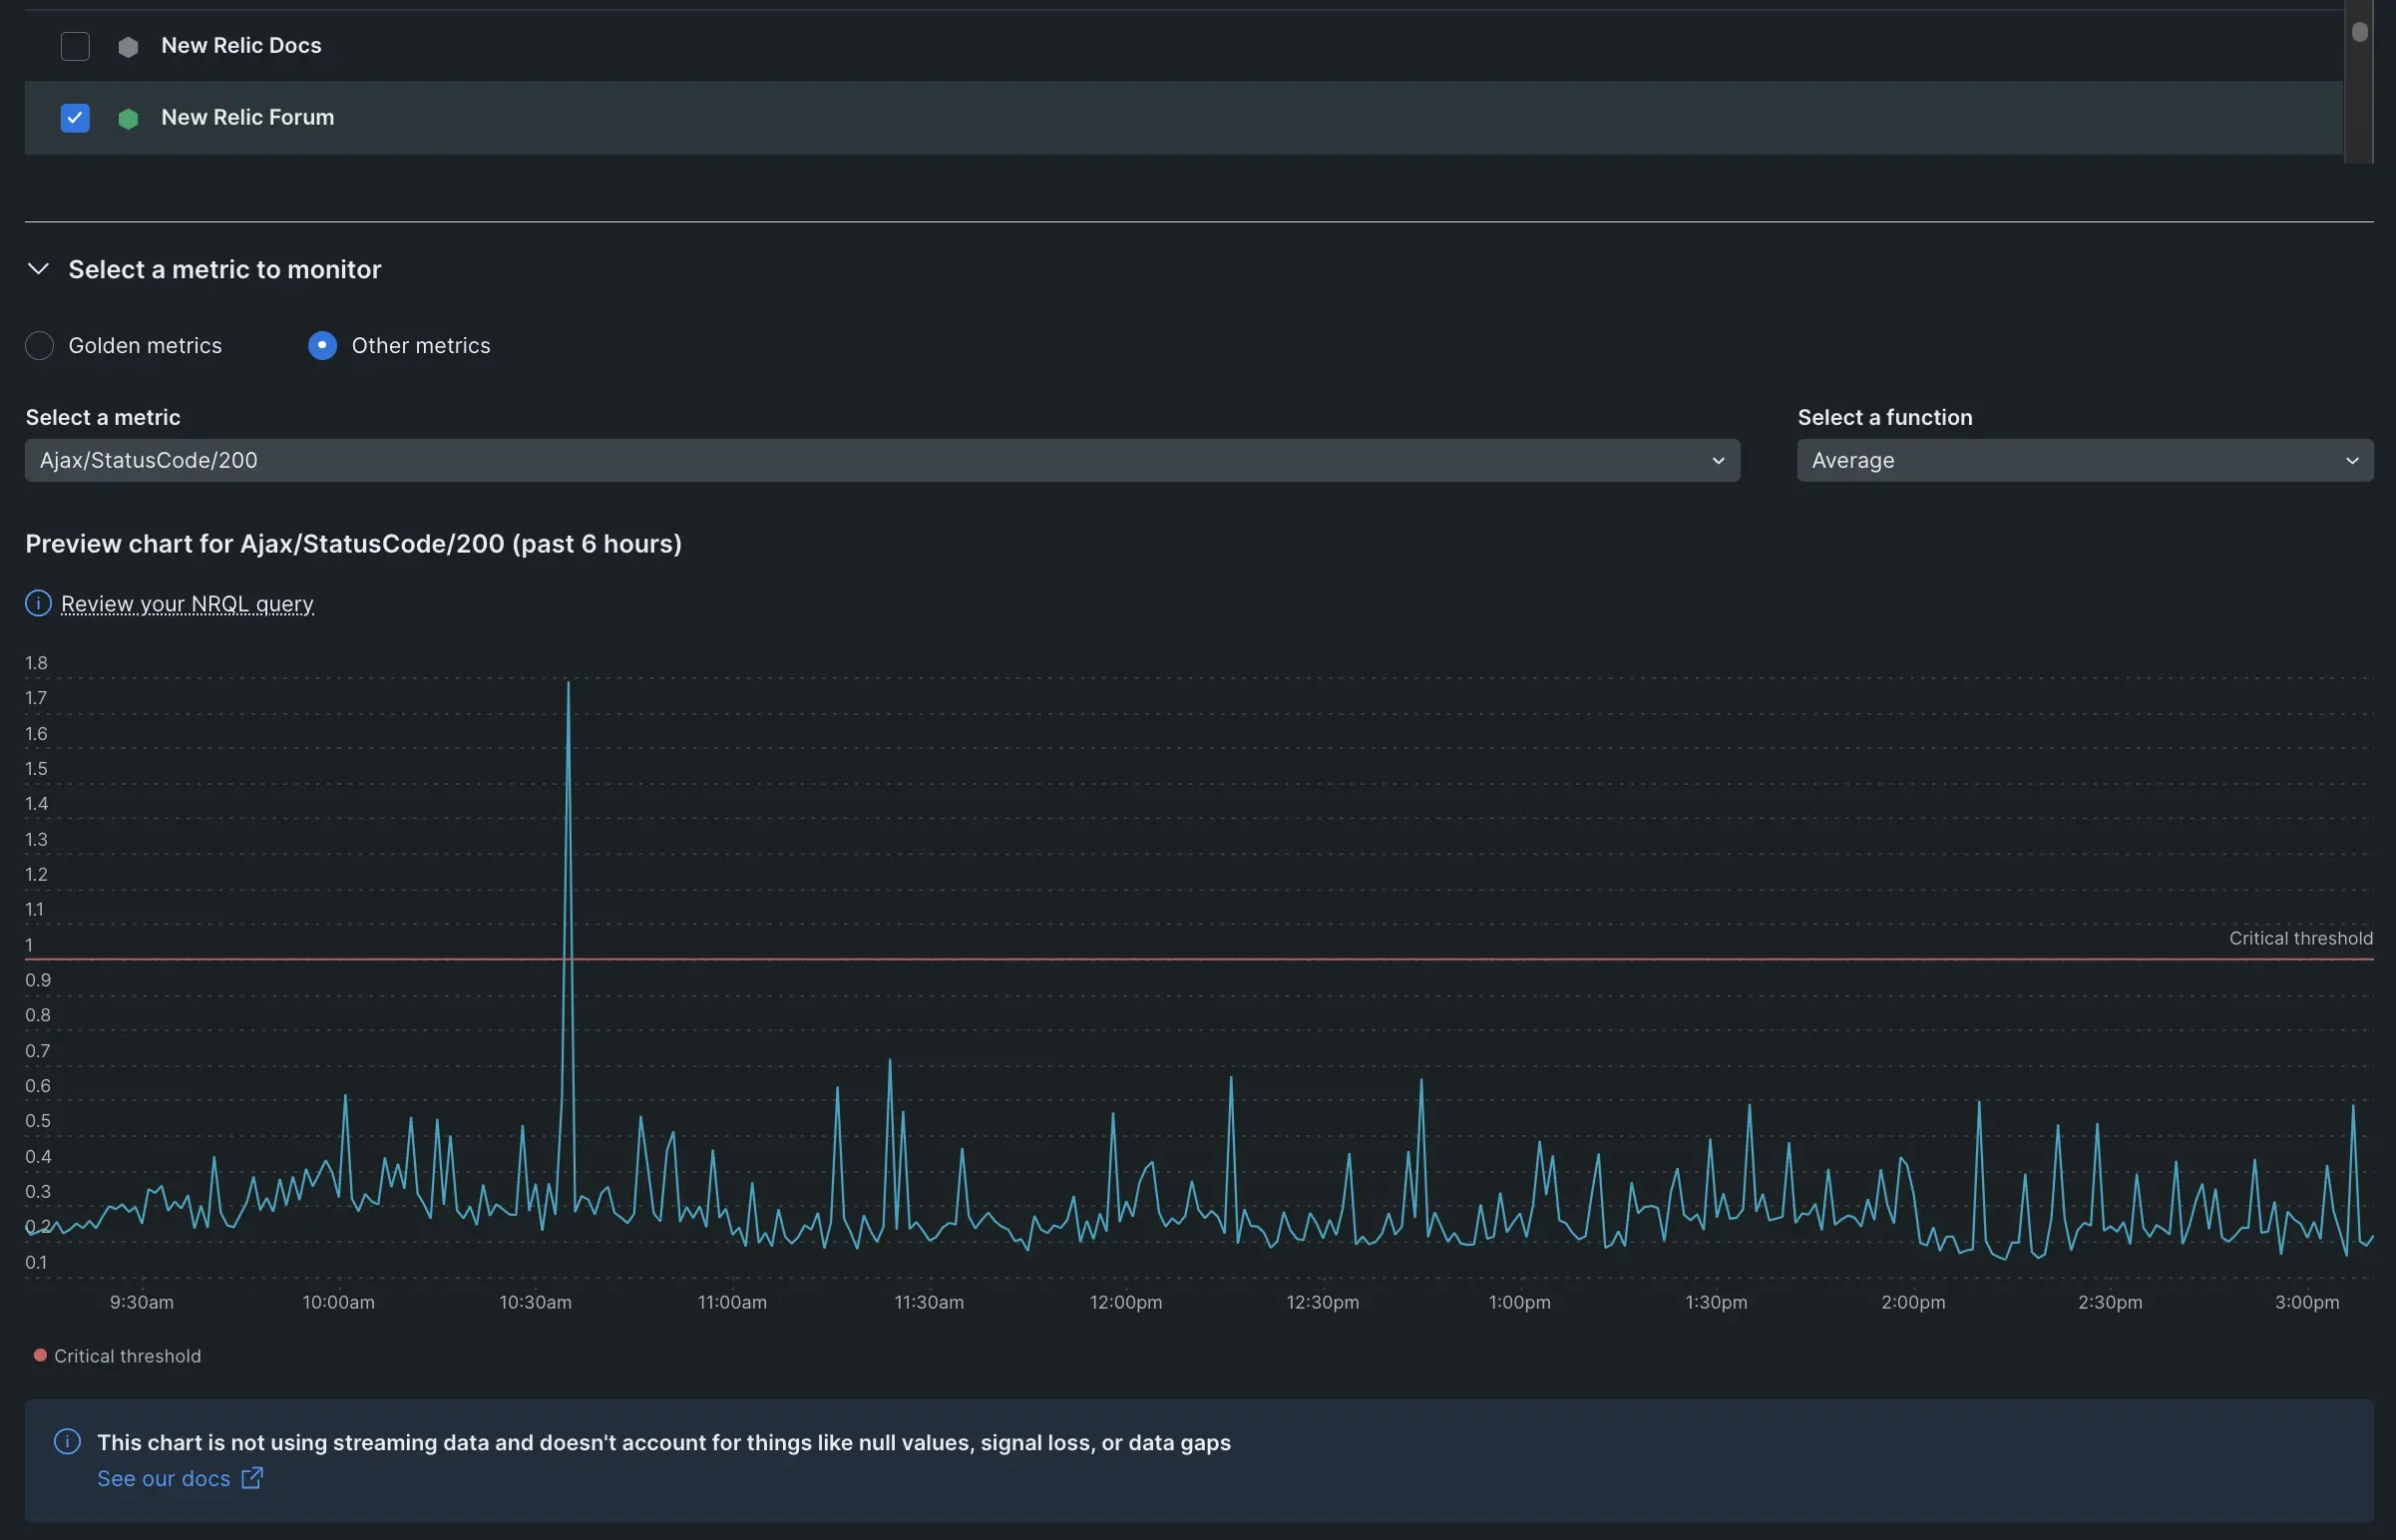 New Relic Docs
New Relic Forum
Select a metric to monitor
Golden metrics Other metrics
Select a metric Select a function
Ajax/StatusCode/200 Average
Preview chart for Ajax/StatusCode/200 (past 6 hours)
Review your NRQL query
1.8
1.7
1.6
1.5
1.4
1.3
1.2
1.1
Critical threshold
1
0.9
0.8
0.7
0.6
0.5
0.4
0.3
0.2
0.1
9:30am 10:00am 10:30am 11:00am 11:30am 12:00pm 12:30pm 1:00pm 1:30pm 2:00pm 2:30pm 3:00pm
Critical threshold
This chart is not using streaming data and doesn't account for things like null values, signal loss, or data gaps
See our docs